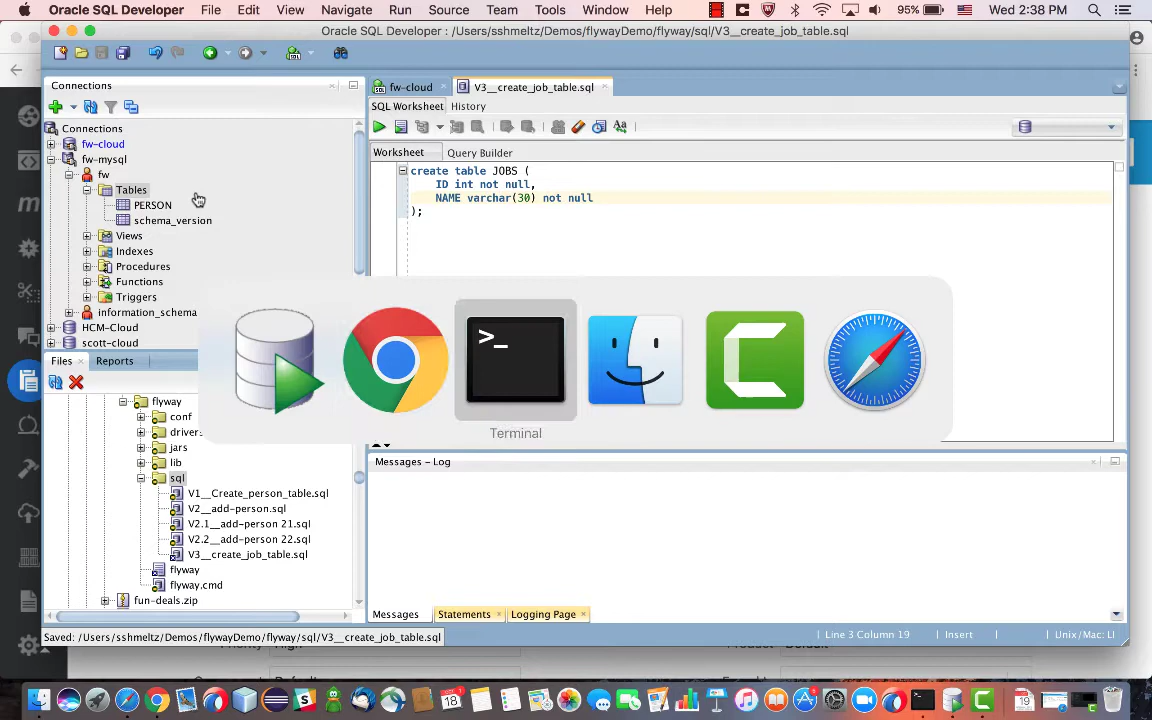 Oracle SQL Developer File Edit View Navigate Run Source Team Tools Window Help 95% Wed 2:38 PM
Oracle SQL Developer : /Users/sshmeltz/Demos/flywayDemo/flyway/sql/V3__create_job_table.sql
Connections
fw-cloud
V3__create_job_table.sql
SQL Worksheet
History
Aa
Worksheet
Query Builder
Connections
fw-cloud
fw-mysql
fw
Tables
PERSON
schema_version
Views
Indexes
Procedures
Functions
Triggers
information_schema
HCM-Cloud
scott-cloud
create table JOBS (
ID int not null,
NAME varchar(30) not null
);
>_
Terminal
Files
Reports
flyway
conf
drivers
jars
lib
sql
V1__Create_person_table.sql
V2__add-person.sql
V2.1__add-person 21.sql
V2.2__add-person 22.sql
V3__create_job_table.sql
flyway
flyway.cmd
fun-deals.zip
Messages - Log
Messages
Statements
Logging Page
Saved: /Users/sshmeltz/Demos/flywayDemo/flyway/sql/V3__create_job_table.sql
Line 3 Column 19
Insert
Unix/Mac: LI